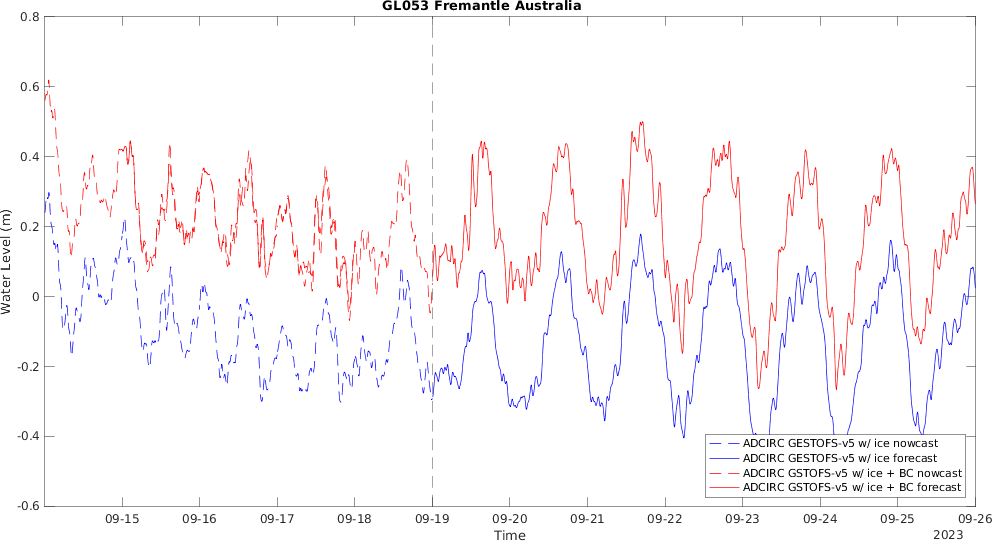 GL053 Fremantle Australia
0.8
0.6
0.4
0.2
0
-0.2
-0.4
-0.6
Water Level (m)
ADCIRC GESTOFS-v5 w/ ice nowcast
ADCIRC GESTOFS-v5 w/ ice forecast
ADCIRC GSTOFS-v5 w/ ice + BC nowcast
ADCIRC GSTOFS-v5 w/ ice + BC forecast
09-15 09-16 09-17 09-18 09-19 09-20 09-21 09-22 09-23 09-24 09-25 09-26
Time
2023